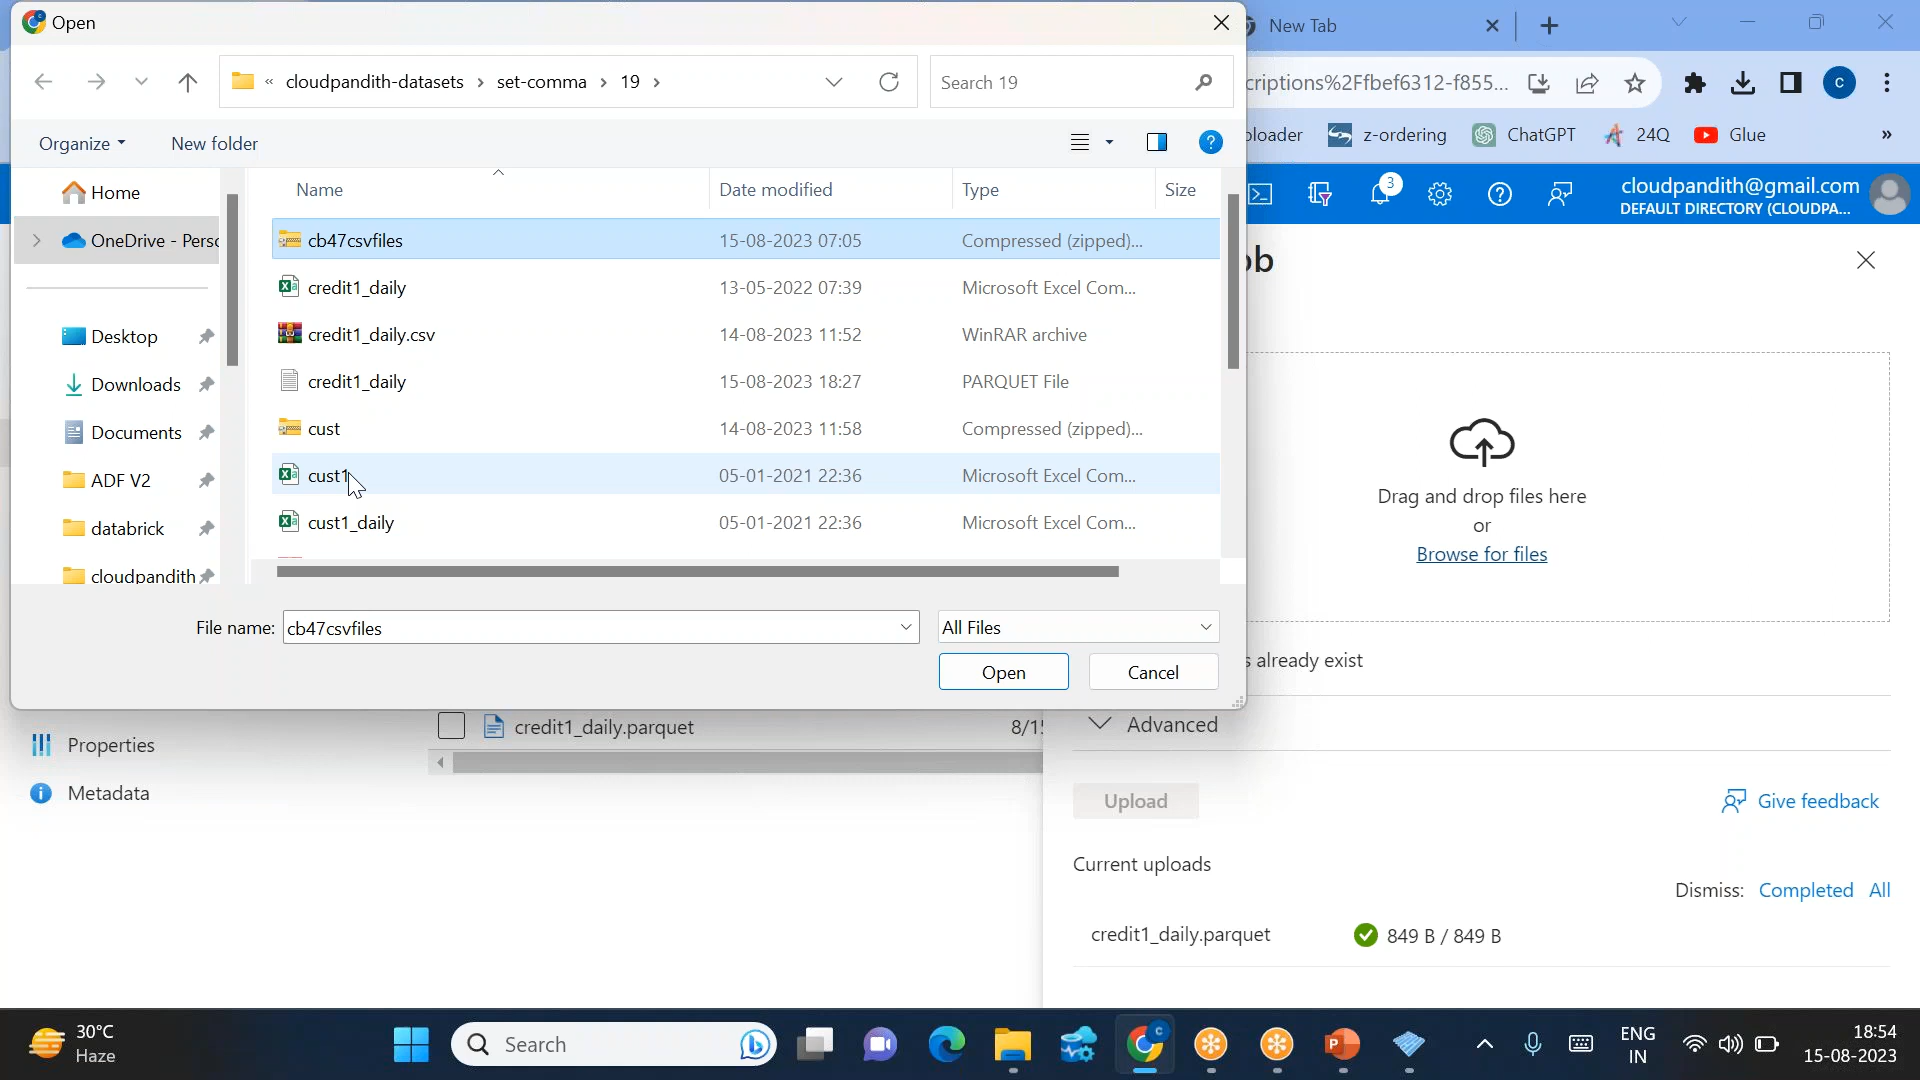 Open
New Tab
« cloudpandith-datasets › set-comma › 19 ›
Search 19
criptions%2Ffbef6312-f855...
c
Organize
New folder
ploader
z-ordering
ChatGPT
24Q
Glue
»
Name
Date modified
Type
Size
3
cloudpandith@gmail.com
DEFAULT DIRECTORY (CLOUDPA...
Home
OneDrive - Perso
Desktop
Downloads
Documents
ADF V2
databrick
cloudpandith
cb47csvfiles 15-08-2023 07:05 Compressed (zipped)...
credit1_daily 13-05-2022 07:39 Microsoft Excel Com...
credit1_daily.csv 14-08-2023 11:52 WinRAR archive
credit1_daily 15-08-2023 18:27 PARQUET File
cust 14-08-2023 11:58 Compressed (zipped)...
cust1 05-01-2021 22:36 Microsoft Excel Com...
cust1_daily 05-01-2021 22:36 Microsoft Excel Com...
File name: cb47csvfiles
All Files
Open
Cancel
ob
Drag and drop files here
or
Browse for files
s already exist
Advanced
Upload
Give feedback
Current uploads
Dismiss: Completed All
credit1_daily.parquet 849 B / 849 B
credit1_daily.parquet 8/15
Properties
Metadata
30°C
Haze
Search
ENG
IN
18:54
15-08-2023